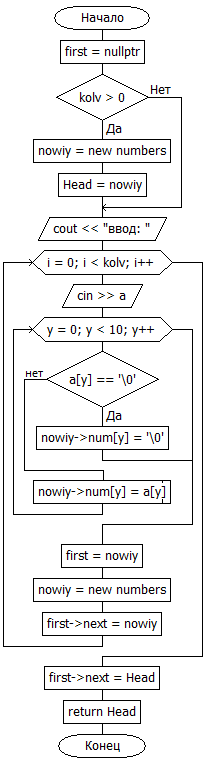 Начало
first = nullptr
kolv > 0
Нет
Да
nowiy = new numbers
Head = nowiy
cout << "ввод: "
i = 0; i < kolv; i++
cin >> a
y = 0; y < 10; y++
нет
a[y] == '\0'
Да
nowiy->num[y] = '\0'
nowiy->num[y] = a[y]
first = nowiy
nowiy = new numbers
first->next = nowiy
first->next = Head
return Head
Конец